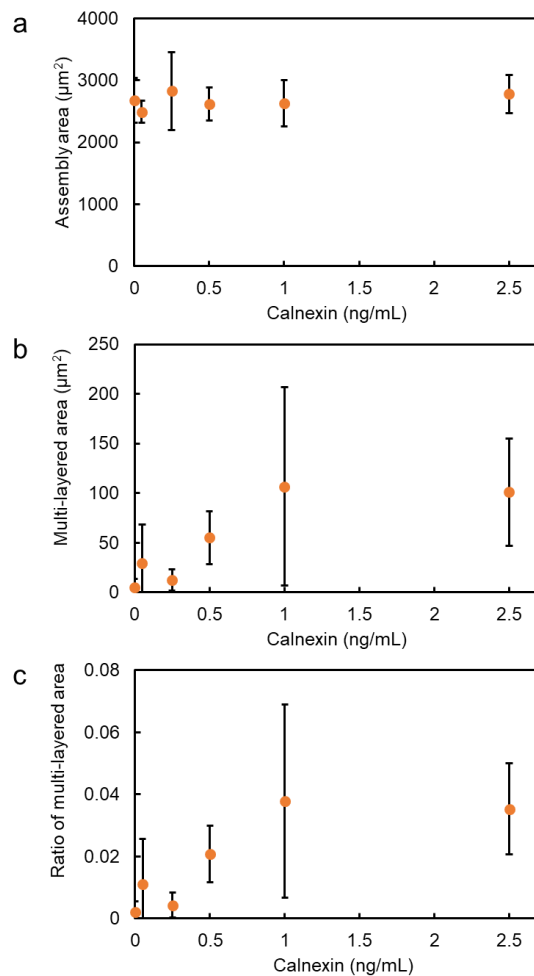 a
Assembly area (µm²)
4000
3000
2000
1000
0
0 0.5 1 1.5 2 2.5
Calnexin (ng/mL)
b
Multi-layered area (µm²)
250
200
150
100
50
0
0 0.5 1 1.5 2 2.5
Calnexin (ng/mL)
c
Ratio of multi-layered area
0.08
0.06
0.04
0.02
0
0 0.5 1 1.5 2 2.5
Calnexin (ng/mL)